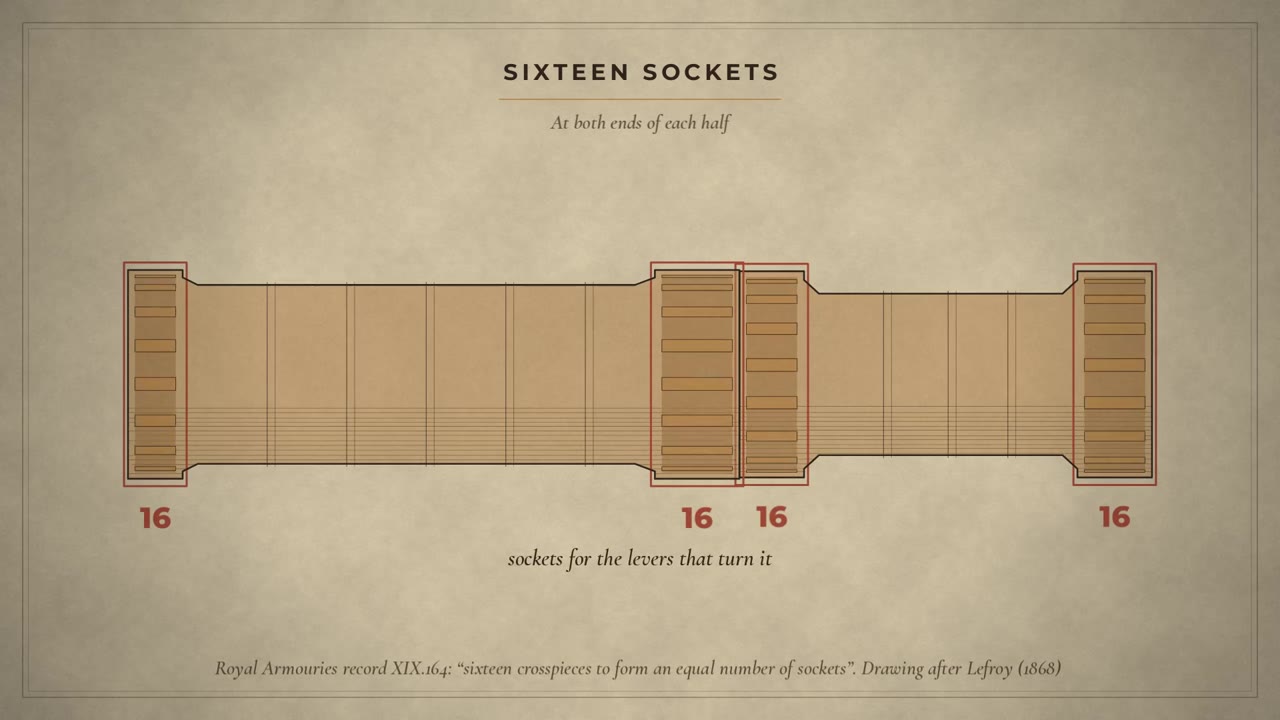 SIXTEEN SOCKETS
At both ends of each half
16 16 16 16
sockets for the levers that turn it
Royal Armouries record XIX.164: “sixteen crosspieces to form an equal number of sockets”. Drawing after Lefroy (1868)